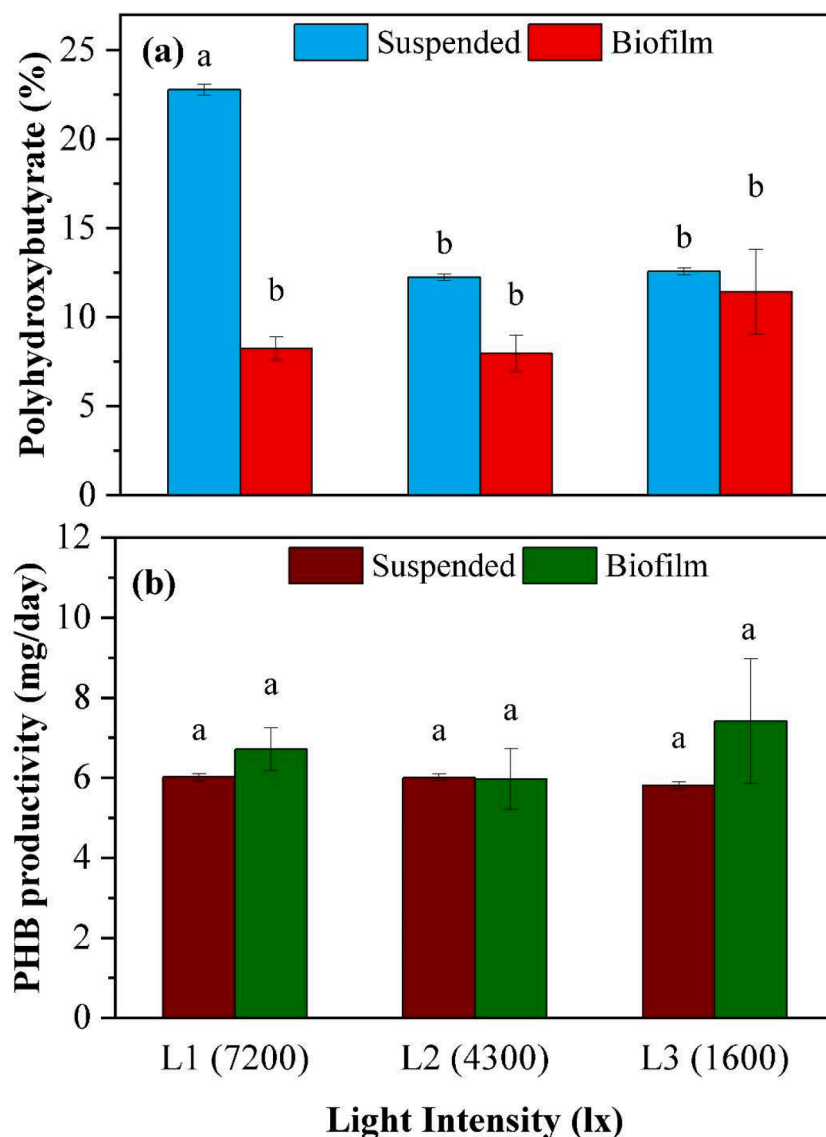 (a) Suspended Biofilm
Polyhydroxybutyrate (%)
25
20
15
10
5
0
a
b
b
b
b
b
(b) Suspended Biofilm
PHB productivity (mg/day)
12
10
8
6
4
2
0
a
a
a
a
a
a
L1 (7200) L2 (4300) L3 (1600)
Light Intensity (lx)